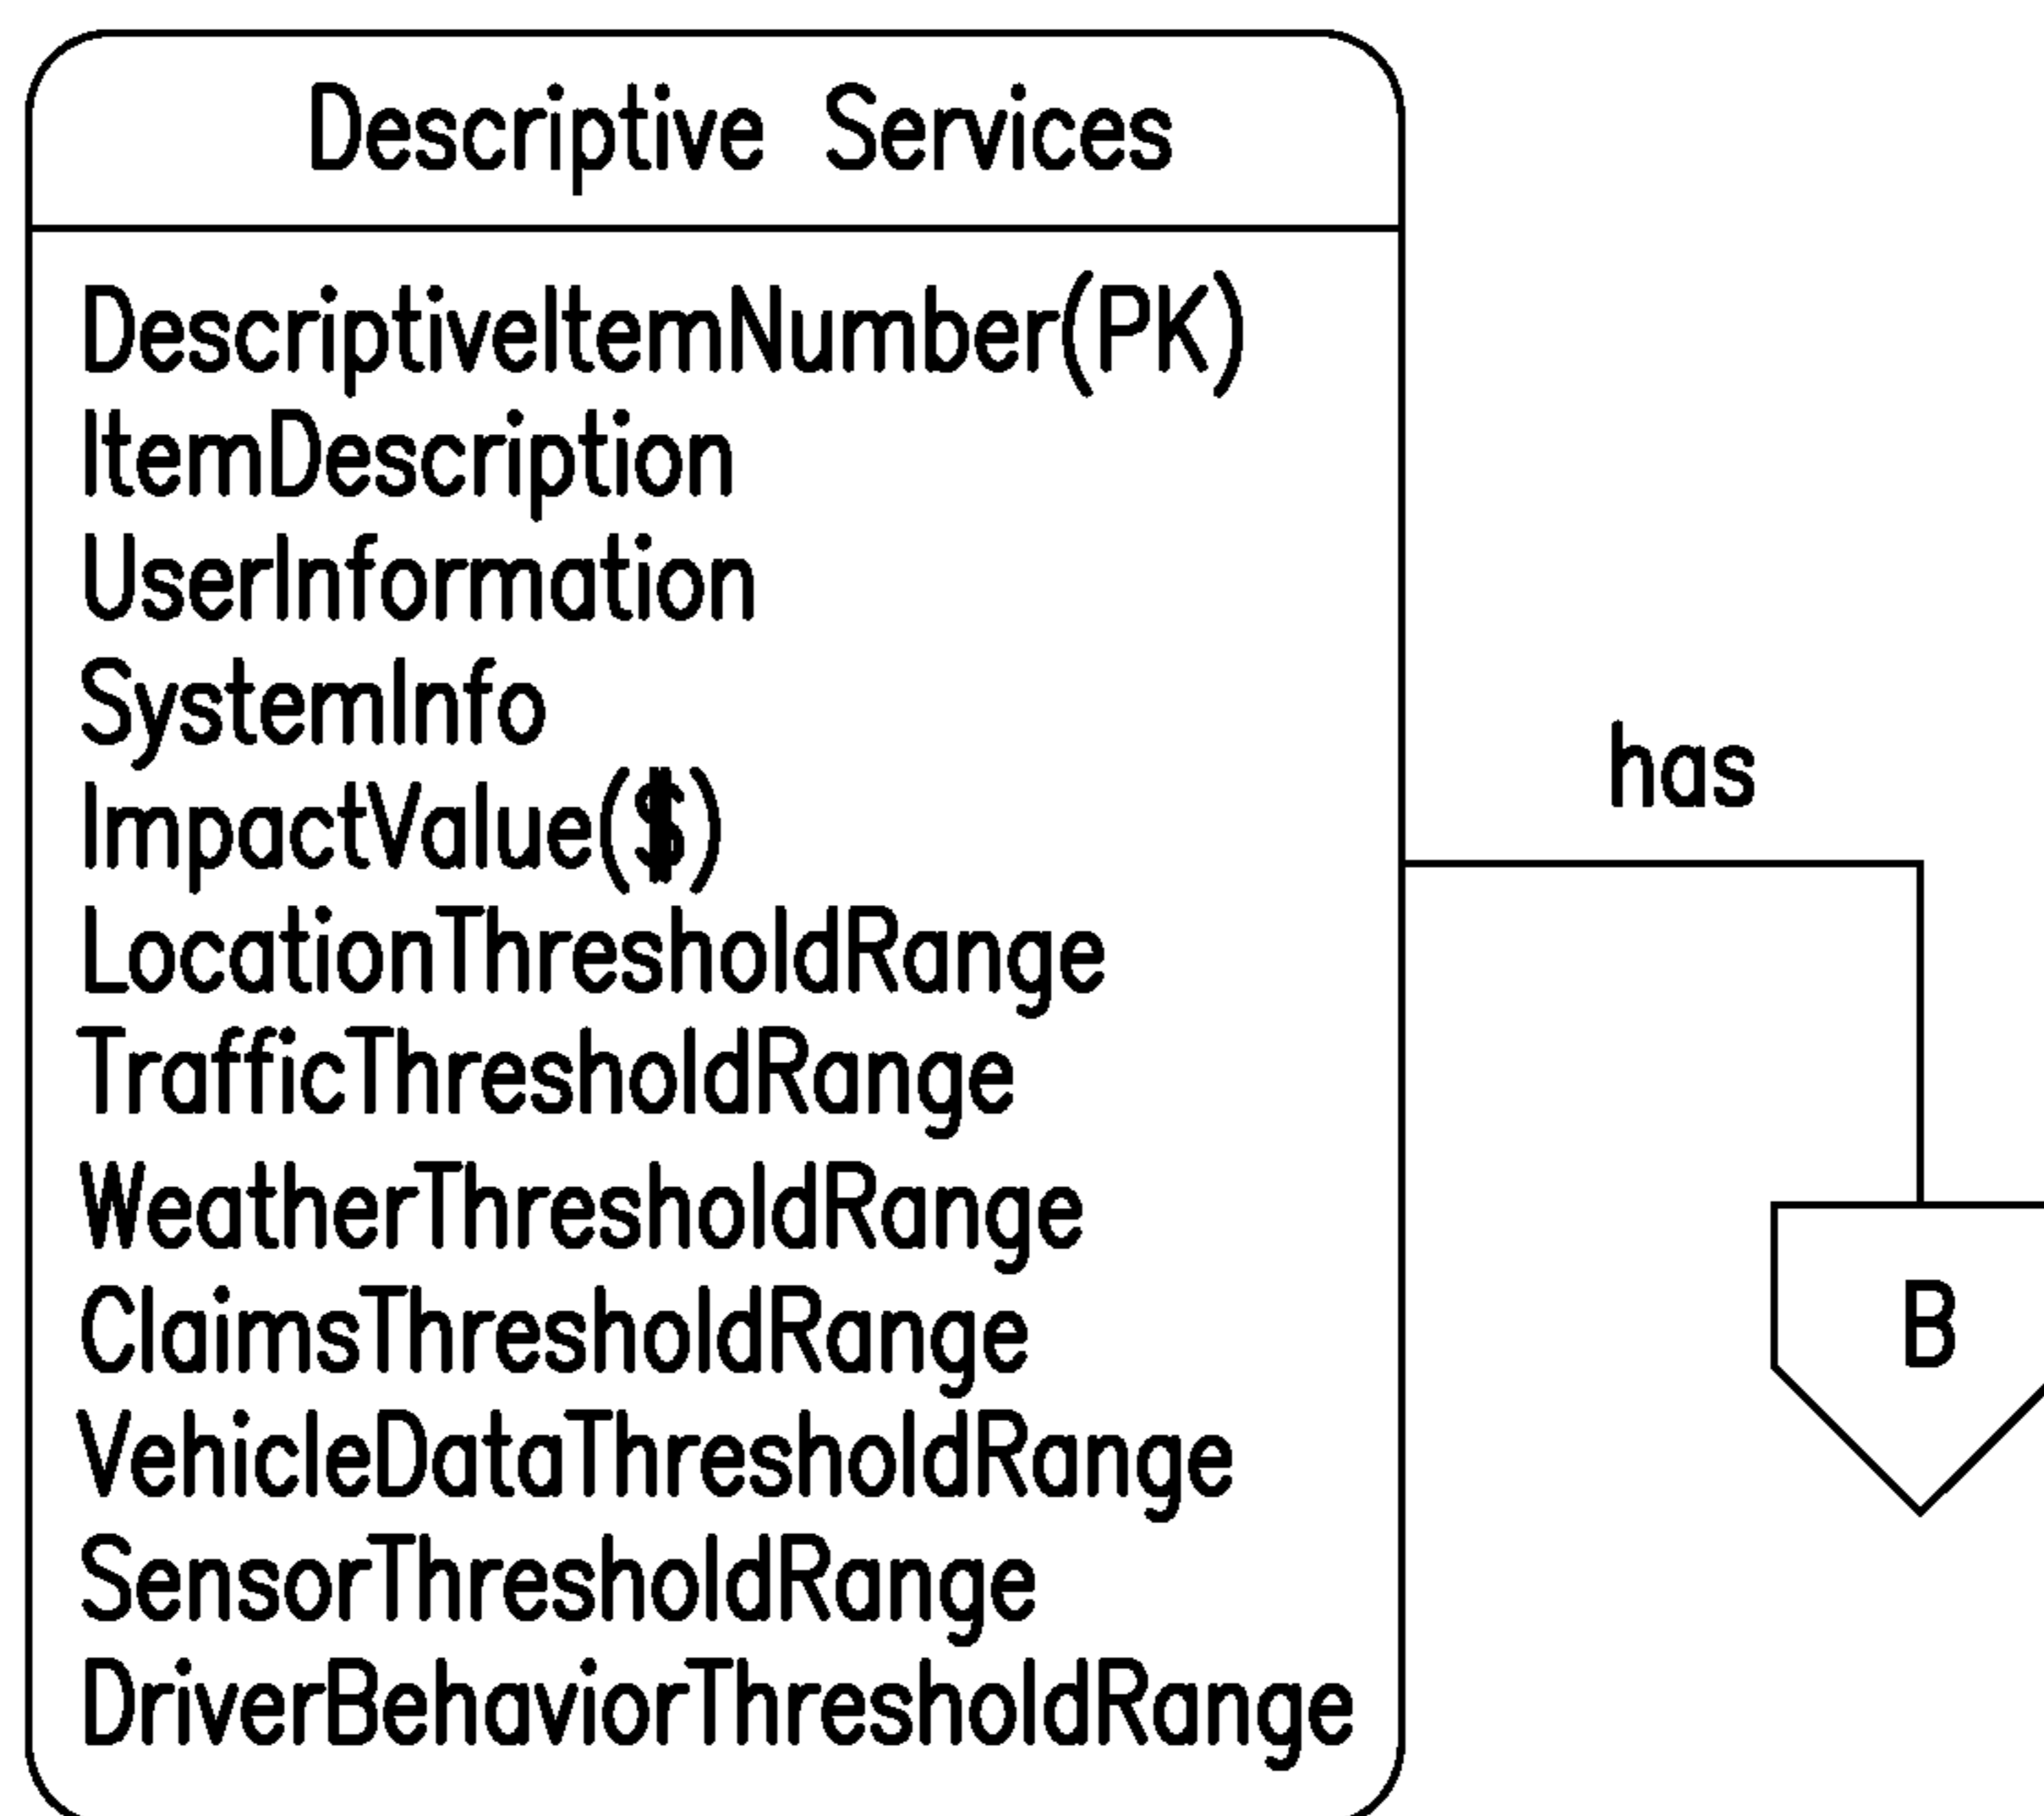 Descriptive Services
DescriptiveItemNumber(PK)
ItemDescription
UserInformation
SystemInfo
ImpactValue($)
LocationThresholdRange
TrafficThresholdRange
WeatherThresholdRange
ClaimsThresholdRange
VehicleDataThresholdRange
SensorThresholdRange
DriverBehaviorThresholdRange
has
B